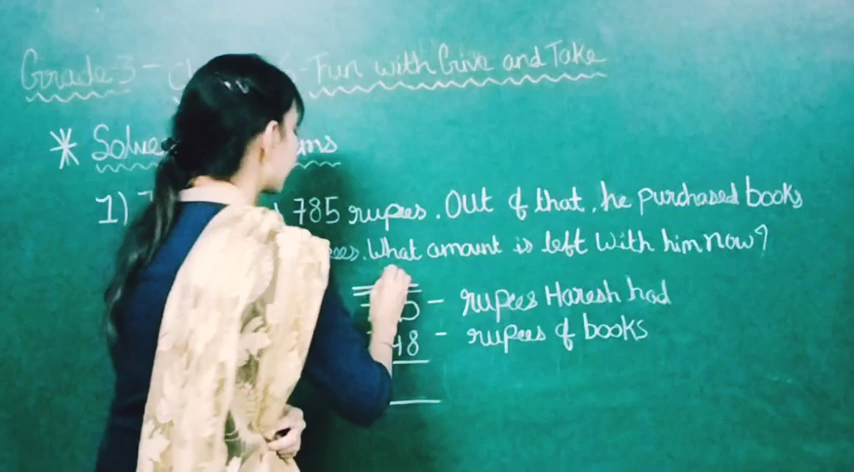 Grade 3 - Fun with Give and Take
* Solve
1) 785 rupees. Out of that, he purchased books
What amount is left with him now?
5 - rupees Haresh had
48 - rupees of books